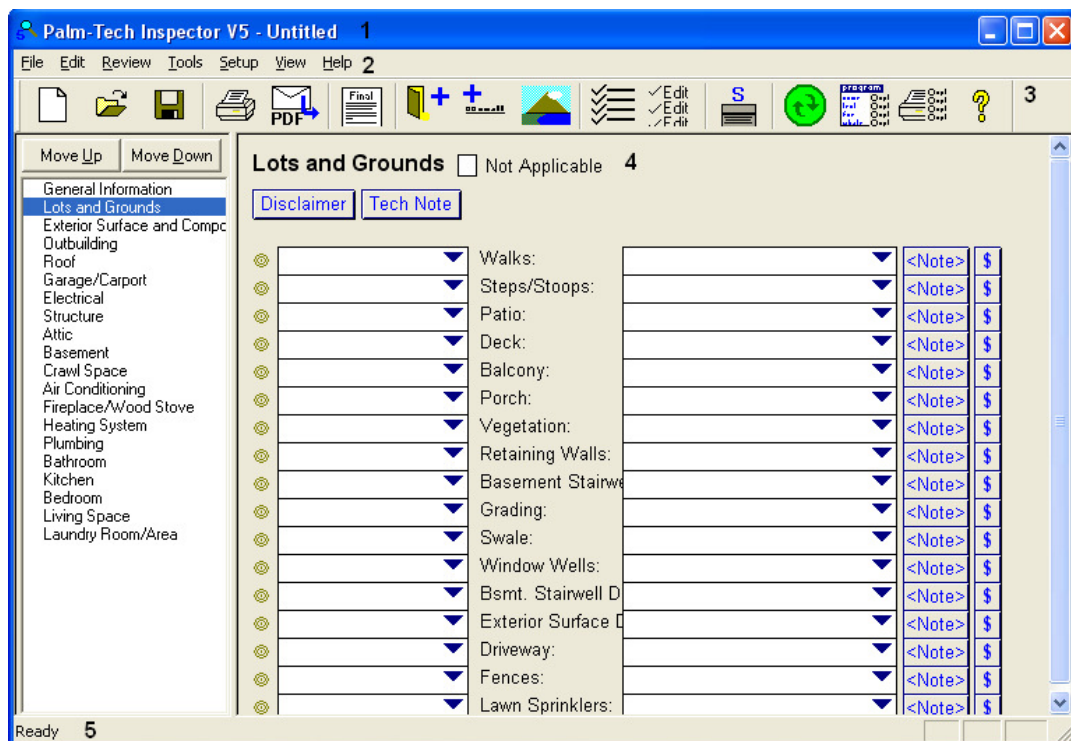 Palm-Tech Inspector V5 - Untitled 1
File Edit Review Tools Setup View Help 2
PDF Final Edit Edit Edit S program 3
Move Up Move Down
General Information
Lots and Grounds
Exterior Surface and Compo
Outbuilding
Roof
Garage/Carport
Electrical
Structure
Attic
Basement
Crawl Space
Air Conditioning
Fireplace/Wood Stove
Heating System
Plumbing
Bathroom
Kitchen
Bedroom
Living Space
Laundry Room/Area
Lots and Grounds Not Applicable 4
Disclaimer Tech Note
Walks: <Note> $
Steps/Stoops: <Note> $
Patio: <Note> $
Deck: <Note> $
Balcony: <Note> $
Porch: <Note> $
Vegetation: <Note> $
Retaining Walls: <Note> $
Basement Stairwe <Note> $
Grading: <Note> $
Swale: <Note> $
Window Wells: <Note> $
Bsmt. Stairwell D <Note> $
Exterior Surface D <Note> $
Driveway: <Note> $
Fences: <Note> $
Lawn Sprinklers: <Note> $
Ready 5